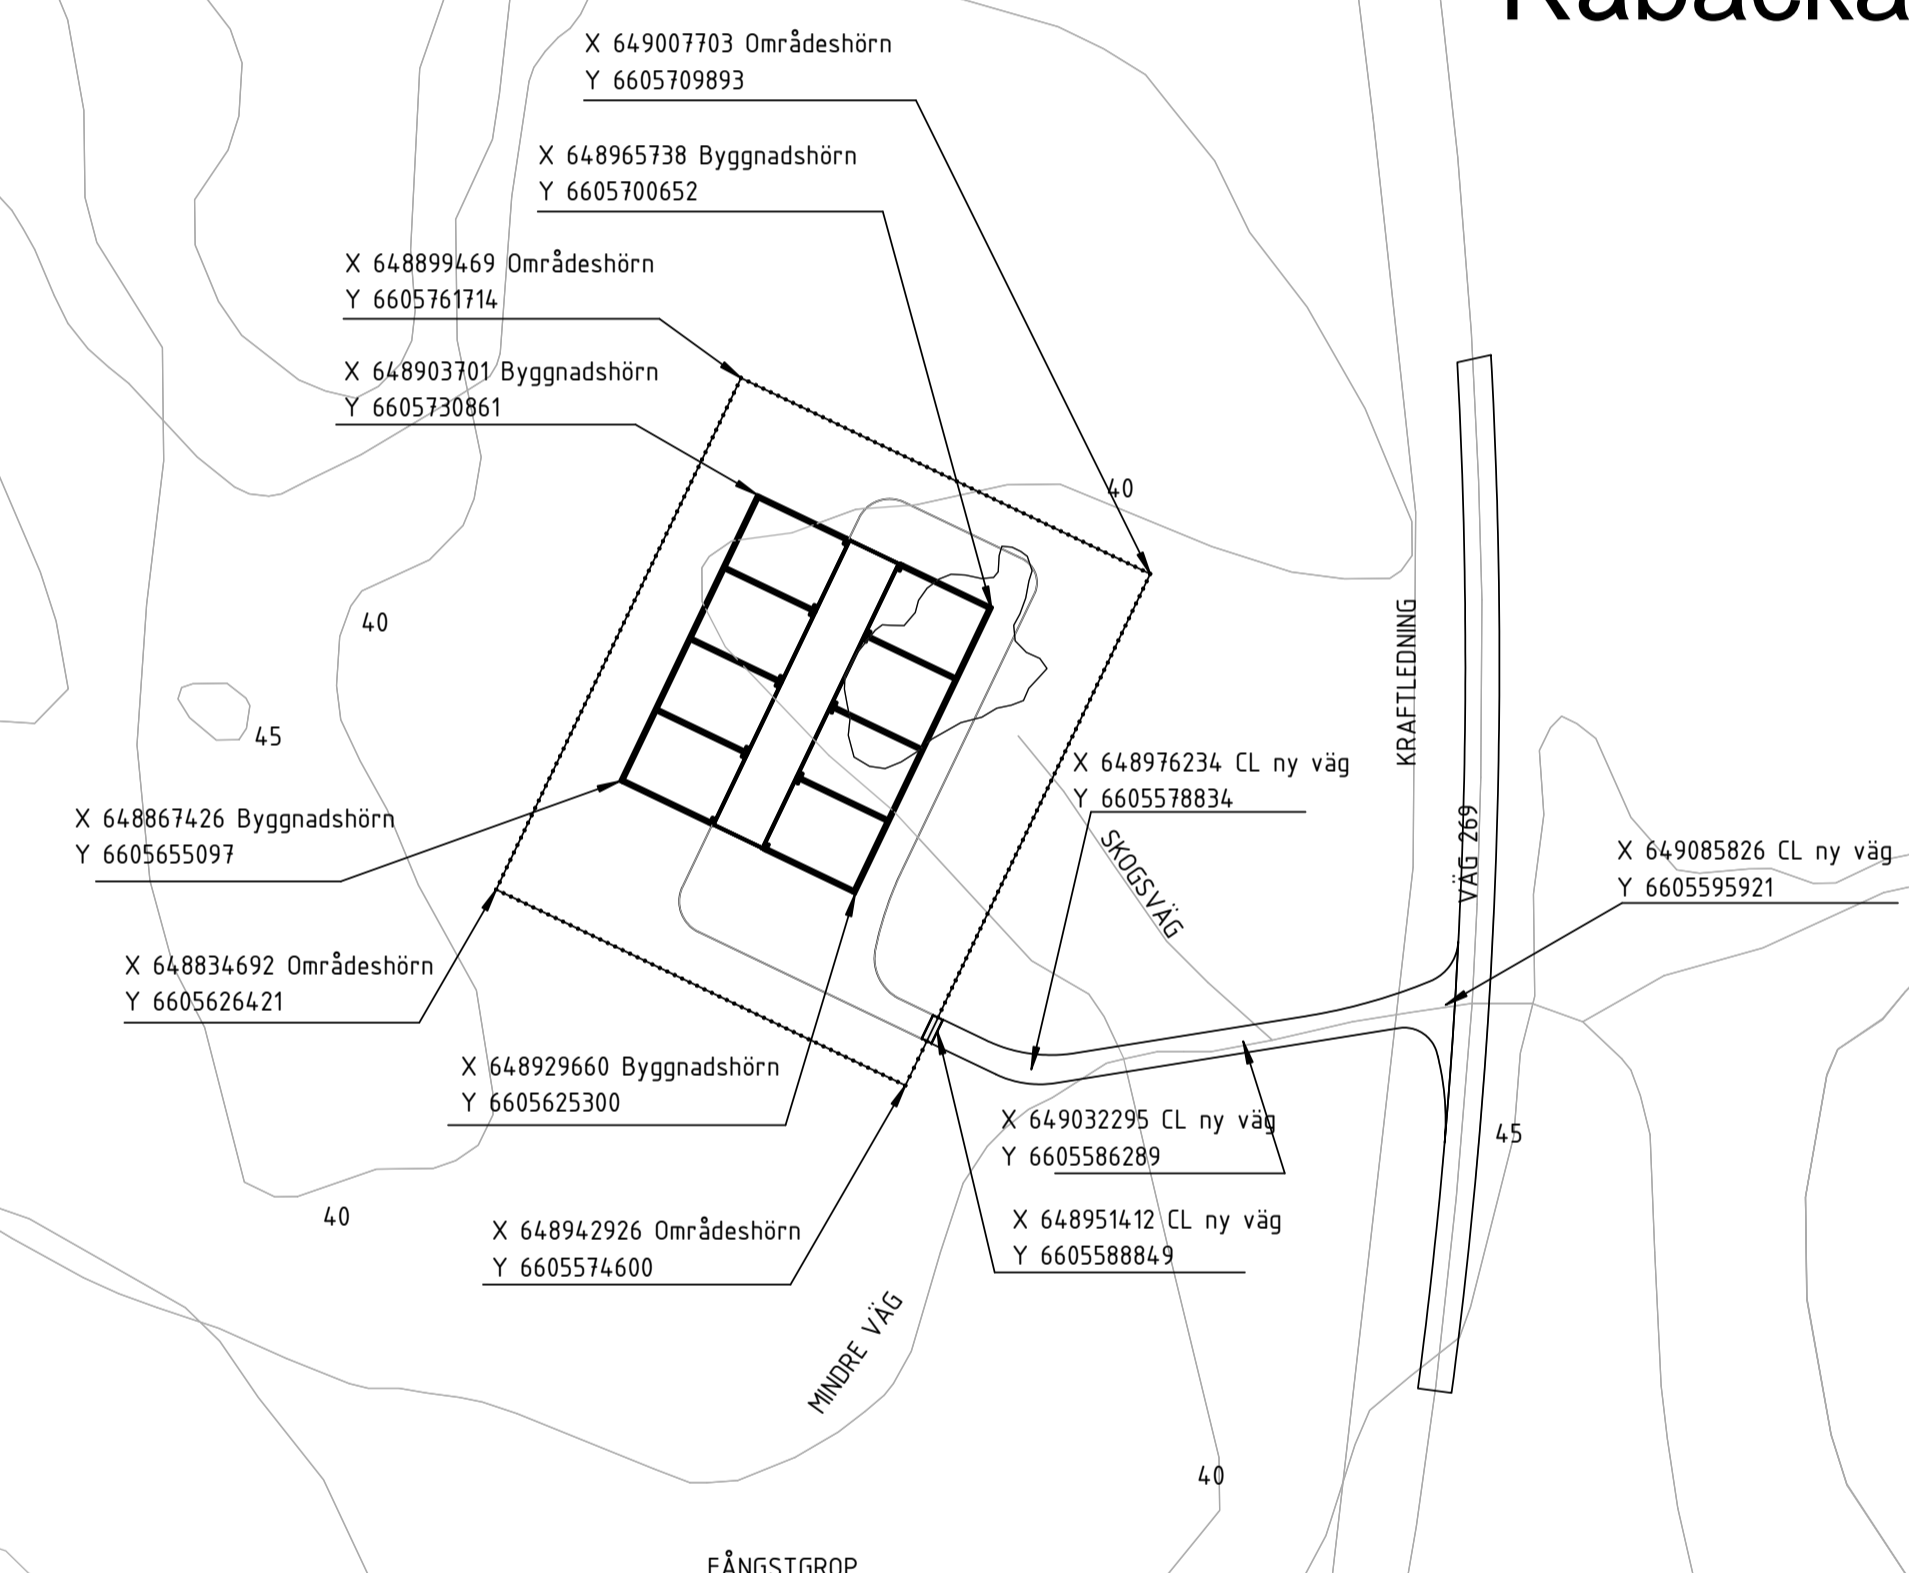 X 649007703 Områdeshörn
Y 6605709893
X 648965738 Byggnadshörn
Y 6605700652
X 648899469 Områdeshörn
Y 6605761714
X 648903701 Byggnadshörn
Y 6605730861
40
40
45
KRAFTLEDNING
X 648976234 CL ny väg
Y 6605578834
X 648867426 Byggnadshörn
Y 6605655097
SKOGSVÄG
VÄG 269
X 649085826 CL ny väg
Y 6605595921
X 648834692 Områdeshörn
Y 6605626421
X 648929660 Byggnadshörn
Y 6605625300
X 649032295 CL ny väg
Y 6605586289
45
40
X 648942926 Områdeshörn
Y 6605574600
X 648951412 CL ny väg
Y 6605588849
MINDRE VÄG
40
FÅNGSTGROP